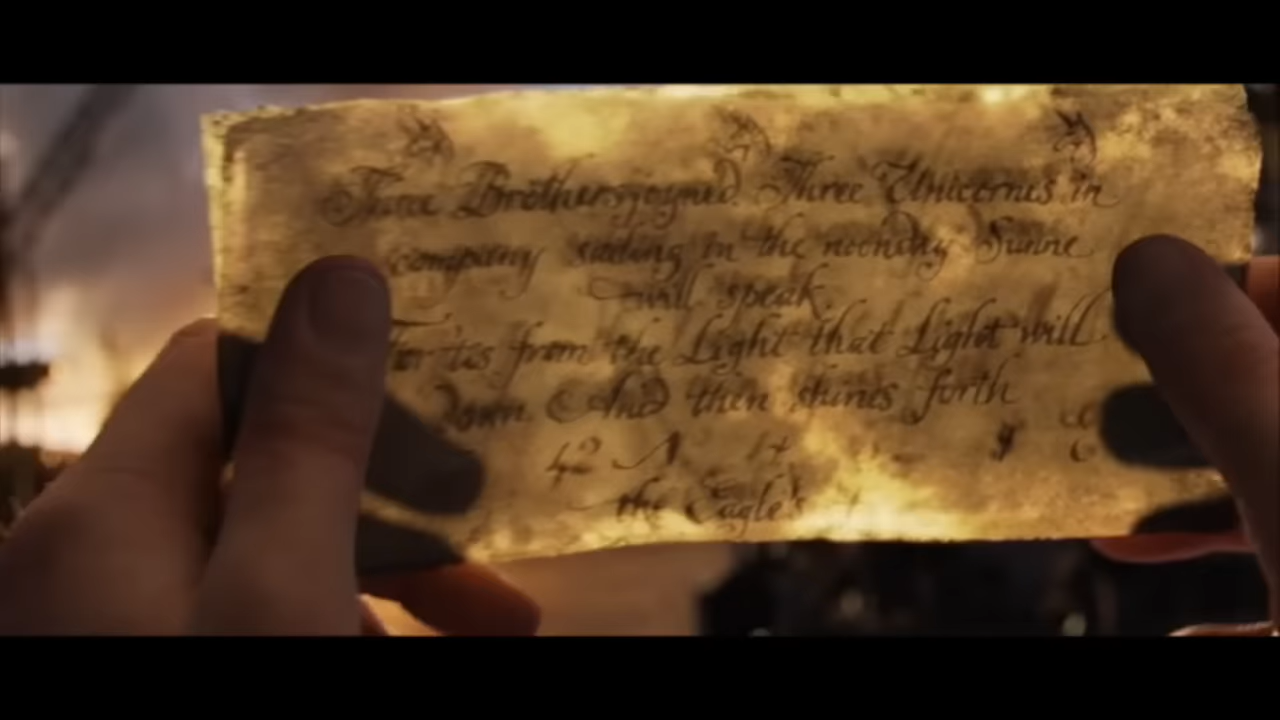 Three Brothers joyned. Three Unicornes in
company sailing in the noonday Sunne
will speak.
For 'tis from the Light that Light will
Dawn And then shines forth
42 14
the Eagle's